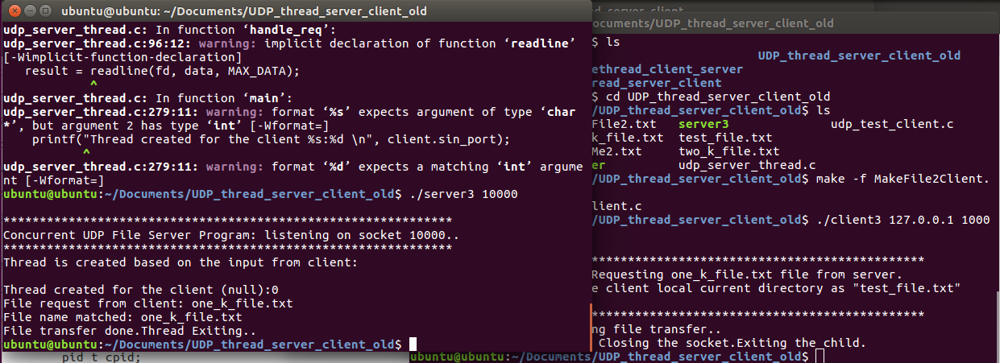 ubuntu@ubuntu: ~/Documents/UDP_thread_server_client_old
udp_server_thread.c: In function ‘handle_req’:
udp_server_thread.c:96:12: warning: implicit declaration of function ‘readline’
[-Wimplicit-function-declaration]
result = readline(fd, data, MAX_DATA);
^
udp_server_thread.c: In function ‘main’:
udp_server_thread.c:279:11: warning: format ‘%s’ expects argument of type ‘char
*’, but argument 2 has type ‘int’ [-Wformat=]
printf("Thread created for the client %s:%d \n", client.sin_port);
^
udp_server_thread.c:279:11: warning: format ‘%d’ expects a matching ‘int’ argume
nt [-Wformat=]
ubuntu@ubuntu:~/Documents/UDP_thread_server_client_old$ ./server3 10000
**************************************************************
Concurrent UDP File Server Program: listening on socket 10000..
**************************************************************
Thread is created based on the input from client:
Thread created for the client (null):0
File request from client: one_k_file.txt
File name matched: one_k_file.txt
File transfer done.Thread Exiting..
ubuntu@ubuntu:~/Documents/UDP_thread_server_client_old$
pid t cpid;
ocuments/UDP_thread_server_client_old
$ ls
UDP_thread_server_client_old
ethread_client_server
read_server_client
$ cd UDP_thread_server_client_old
/UDP_thread_server_client_old$ ls
File2.txt server3 udp_test_client.c
k_file.txt test_file.txt
Me2.txt two_k_file.txt
er udp_server_thread.c
/UDP_thread_server_client_old$ make -f MakeFile2Client.
lient.c
/UDP_thread_server_client_old$ ./client3 127.0.0.1 1000
**********************************************
Requesting one_k_file.txt file from server.
e client local current directory as "test_file.txt"
**********************************************
ng file transfer..
Closing the socket.Exiting the child.
ubuntu@ubuntu:~/Documents/UDP_thread_server_client_old$